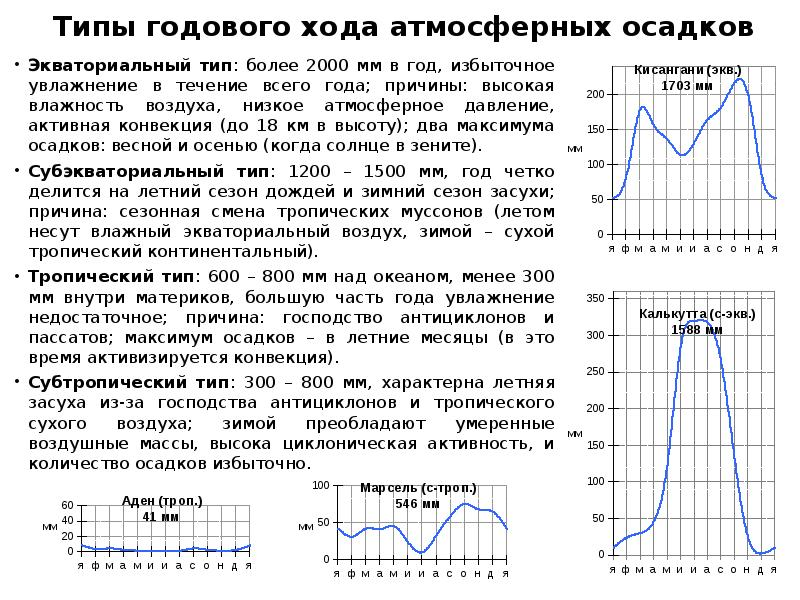 Типы годового хода атмосферных осадков
• Экваториальный тип: более 2000 мм в год, избыточное
увлажнение в течение всего года; причины: высокая
влажность воздуха, низкое атмосферное давление,
активная конвекция (до 18 км в высоту); два максимума
осадков: весной и осенью (когда солнце в зените).
• Субэкваториальный тип: 1200 – 1500 мм, год четко
делится на летний сезон дождей и зимний сезон засухи;
причина: сезонная смена тропических муссонов (летом
несут влажный экваториальный воздух, зимой – сухой
тропический континентальный).
• Тропический тип: 600 – 800 мм над океаном, менее 300
мм внутри материков, большую часть года увлажнение
недостаточное; причина: господство антициклонов и
пассатов; максимум осадков – в летние месяцы (в это
время активизируется конвекция).
• Субтропический тип: 300 – 800 мм, характерна летняя
засуха из-за господства антициклонов и тропического
сухого воздуха; зимой преобладают умеренные
воздушные массы, высока циклоническая активность, и
количество осадков избыточно.
Кисангани (экв.)
1703 мм
200
150
мм
100
50
0
я ф м а м и и а с о н д я
350
Калькутта (с-экв.)
300
1588 мм
250
200
мм
150
100
50
0
я ф м а м и и а с о н д я
Аден (троп.)
60
41 мм
40
мм
20
0
я ф м а м и и а с о н д я
Марсель (с-троп.)
100
546 мм
мм
50
0
я ф м а м и и а с о н д я